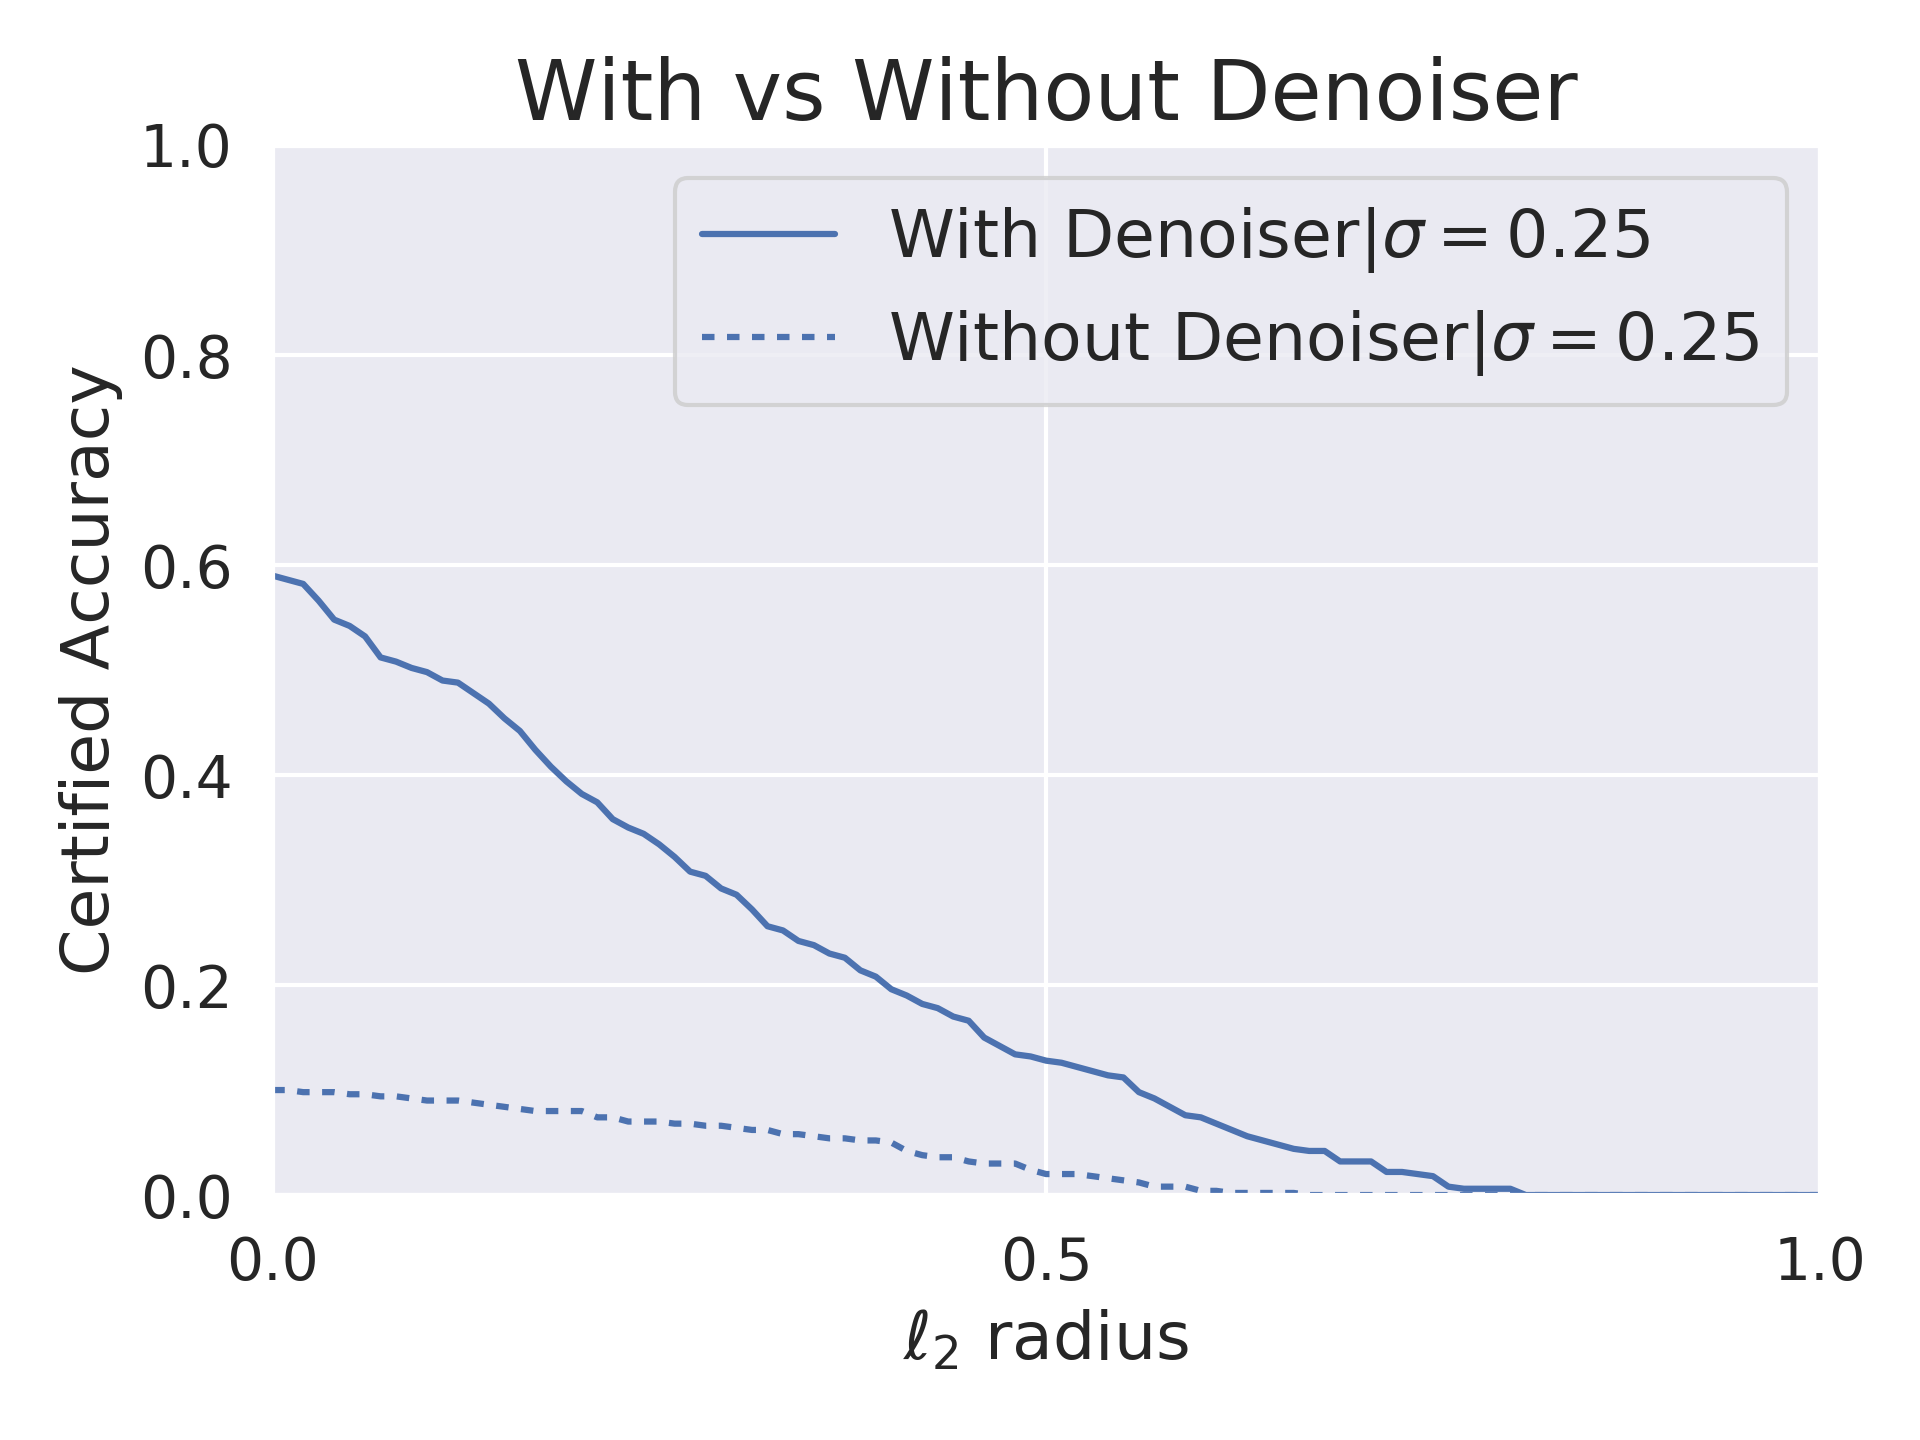 With vs Without Denoiser
1.0
0.8
0.6
0.4
0.2
0.0
Certified Accuracy
With Denoiser|σ = 0.25
Without Denoiser|σ = 0.25
0.0 0.5 1.0
ℓ₂ radius